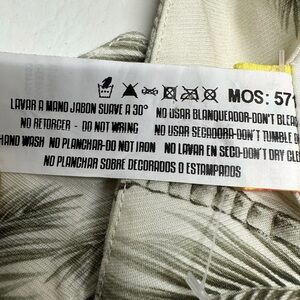 MOS: 57
LAVAR A MANO JABON SUAVE A 30° NO USAR BLANQUEADOR-DON'T BLEA
NO RETORCER - DO NOT WRING NO USAR SECADORA-DON'T TUMBLE
HAND WASH NO PLANCHAR-DO NOT IRON NO LAVAR EN SECO-DON'T DRY CLE
NO PLANCHAR SOBRE DECORADOS O ESTAMPADOS